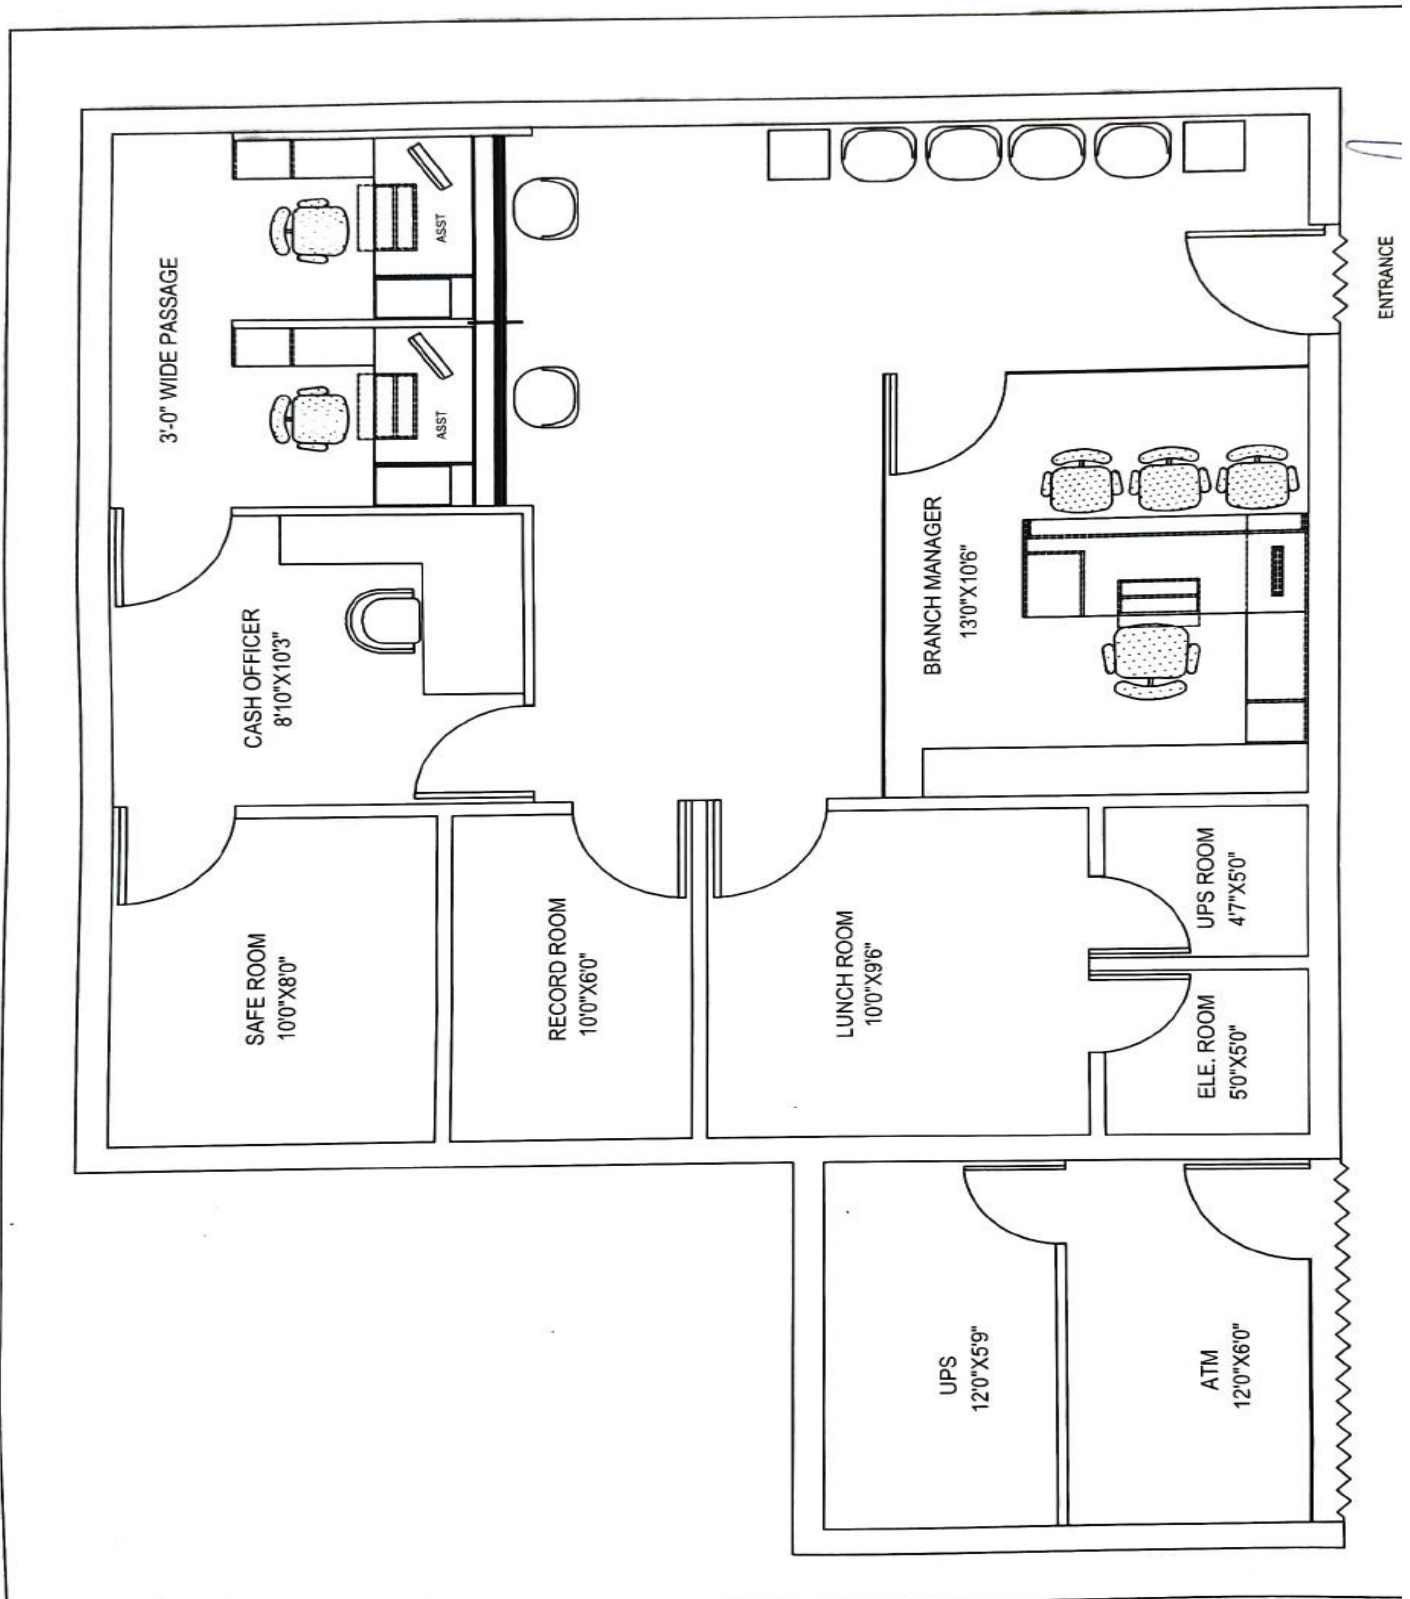 3'-0" WIDE PASSAGE
ASST
ASST
CASH OFFICER
8'10"X10'3"
SAFE ROOM
10'0"X8'0"
RECORD ROOM
10'0"X6'0"
LUNCH ROOM
10'0"X9'6"
BRANCH MANAGER
13'0"X10'6"
UPS ROOM
4'7"X5'0"
ELE. ROOM
5'0"X5'0"
UPS
12'0"X5'9"
ATM
12'0"X6'0"
ENTRANCE